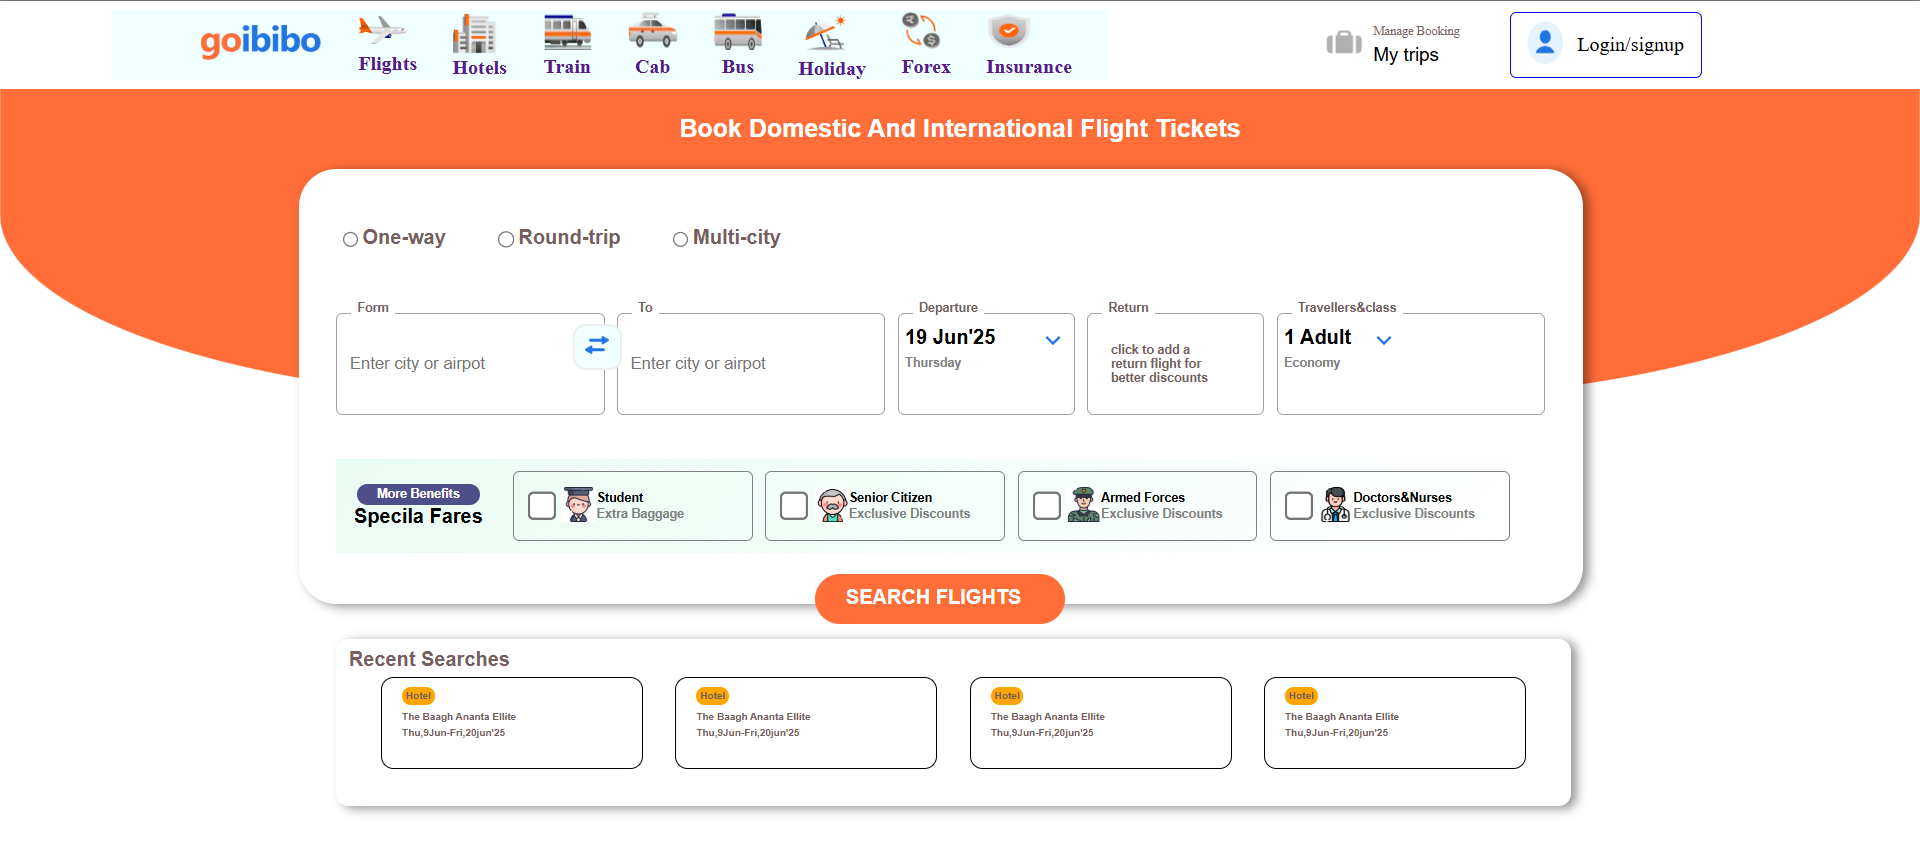 goibibo
Flights
Hotels
Train
Cab
Bus
Holiday
Forex
Insurance
Manage Booking
My trips
Login/signup
Book Domestic And International Flight Tickets
One-way
Round-trip
Multi-city
Form
Enter city or airpot
To
Enter city or airpot
Departure
19 Jun'25
Thursday
Return
click to add a
return flight for
better discounts
Travellers&class
1 Adult
Economy
More Benefits
Specila Fares
Student
Extra Baggage
Senior Citizen
Exclusive Discounts
Armed Forces
Exclusive Discounts
Doctors&Nurses
Exclusive Discounts
SEARCH FLIGHTS
Recent Searches
Hotel
The Baagh Ananta Ellite
Thu,9Jun-Fri,20jun'25
Hotel
The Baagh Ananta Ellite
Thu,9Jun-Fri,20jun'25
Hotel
The Baagh Ananta Ellite
Thu,9Jun-Fri,20jun'25
Hotel
The Baagh Ananta Ellite
Thu,9Jun-Fri,20jun'25